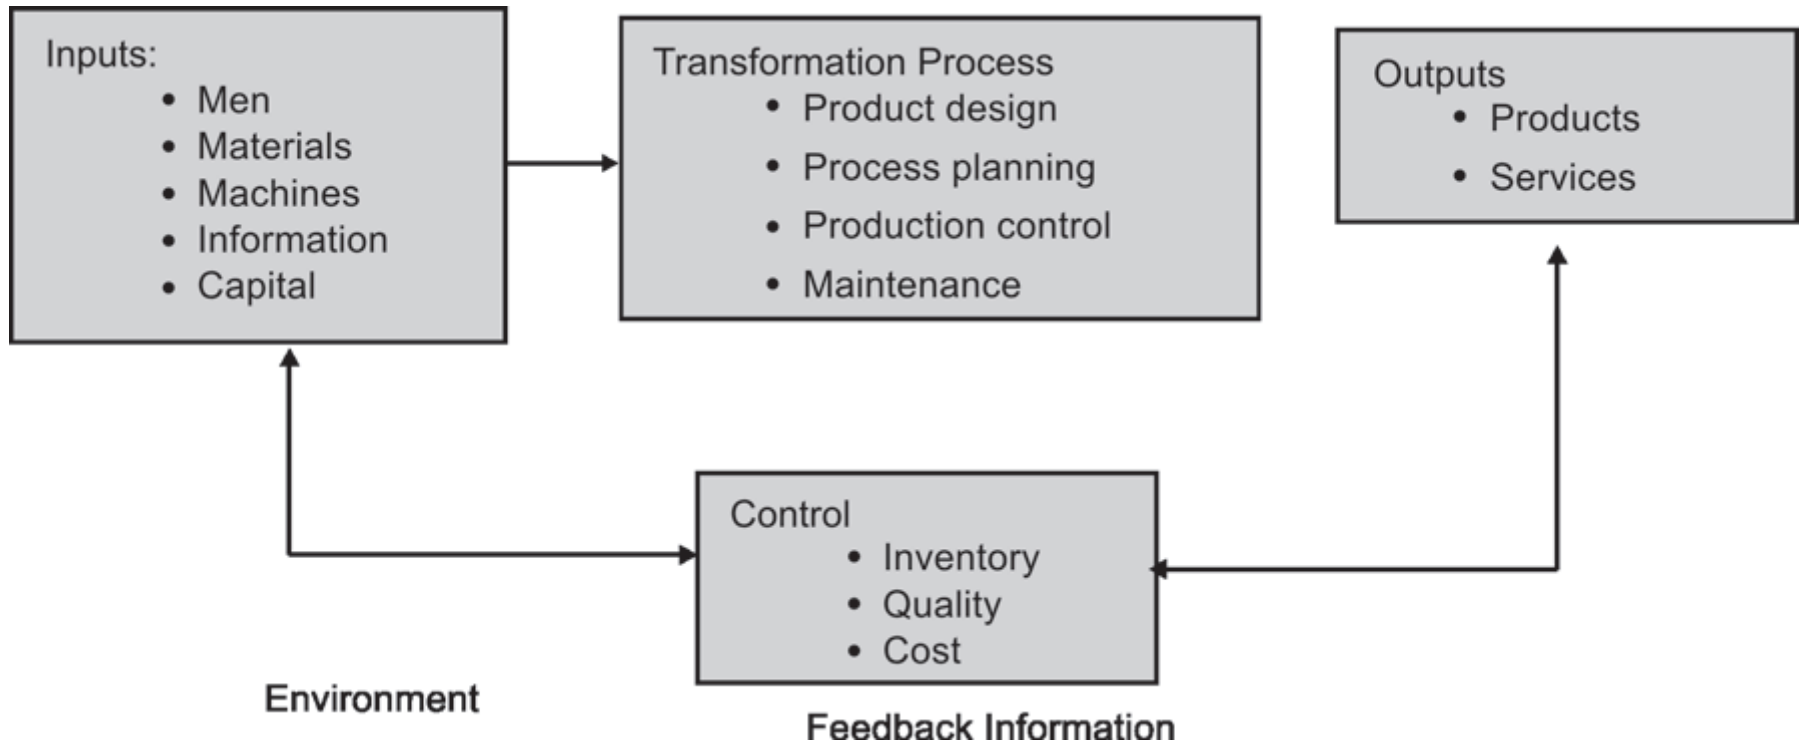 Inputs:
• Men
• Materials
• Machines
• Information
• Capital
Transformation Process
• Product design
• Process planning
• Production control
• Maintenance
Outputs
• Products
• Services
Control
• Inventory
• Quality
• Cost
Environment
Feedback Information